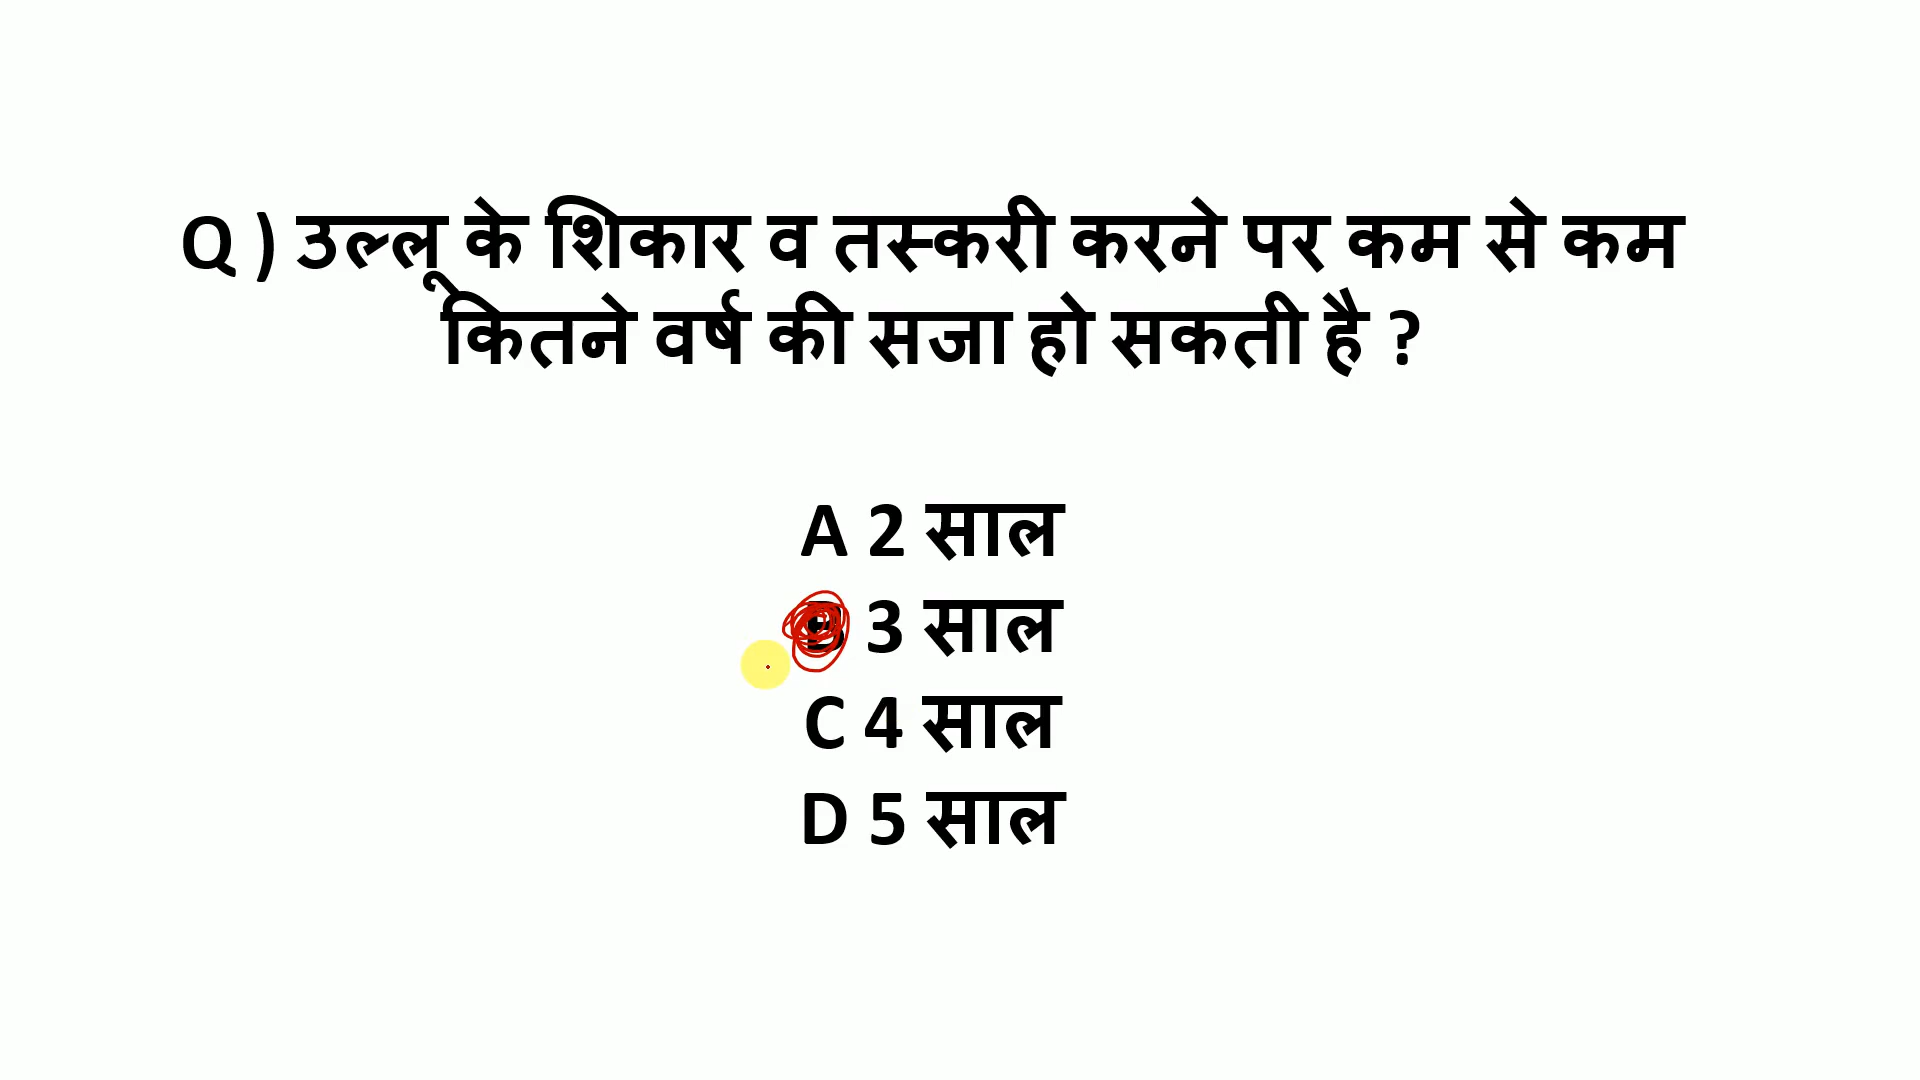 Q ) उल्लू के शिकार व तस्करी करने पर कम से कम
कितने वर्ष की सजा हो सकती है ?
A 2 साल
B 3 साल
C 4 साल
D 5 साल